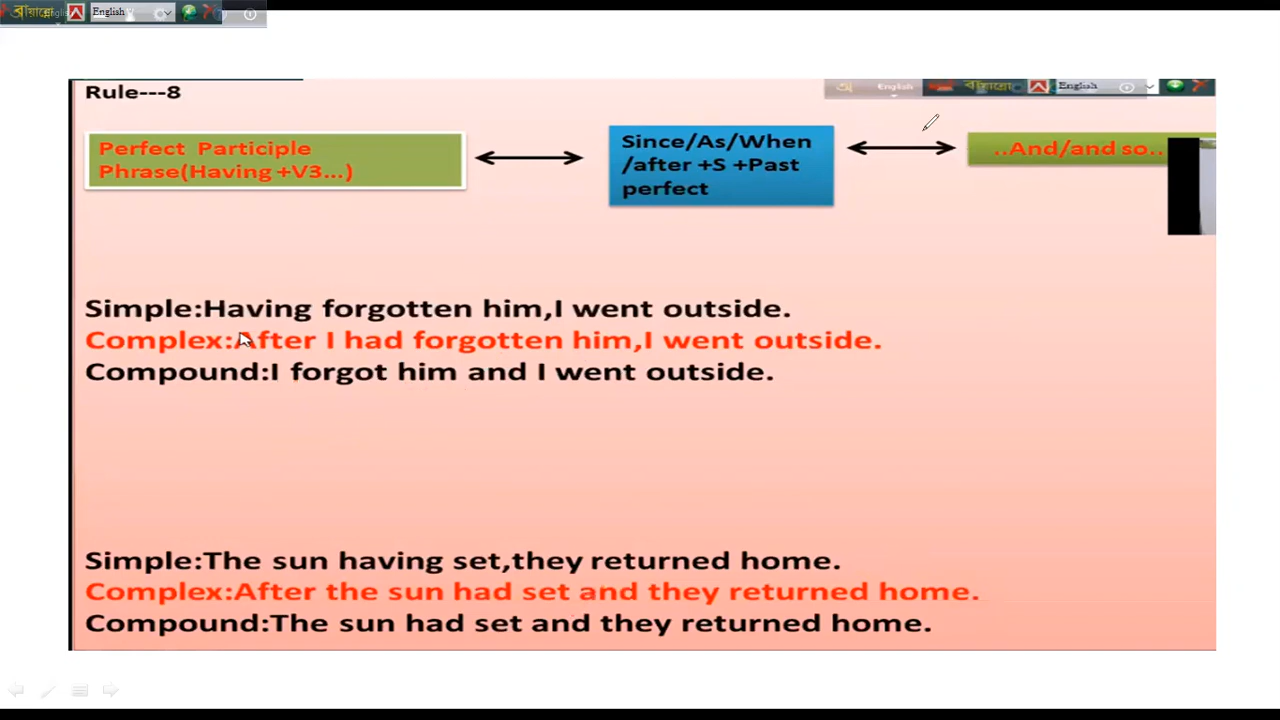 বাঁয়ান্নো English
Rule---8
English বাঁয়ান্নো English
Perfect Participle
Phrase(Having +V3...)
Since/As/When
/after +S +Past
perfect
..And/and so..
Simple:Having forgotten him,I went outside.
Complex:After I had forgotten him,I went outside.
Compound:I forgot him and I went outside.
Simple:The sun having set,they returned home.
Complex:After the sun had set and they returned home.
Compound:The sun had set and they returned home.